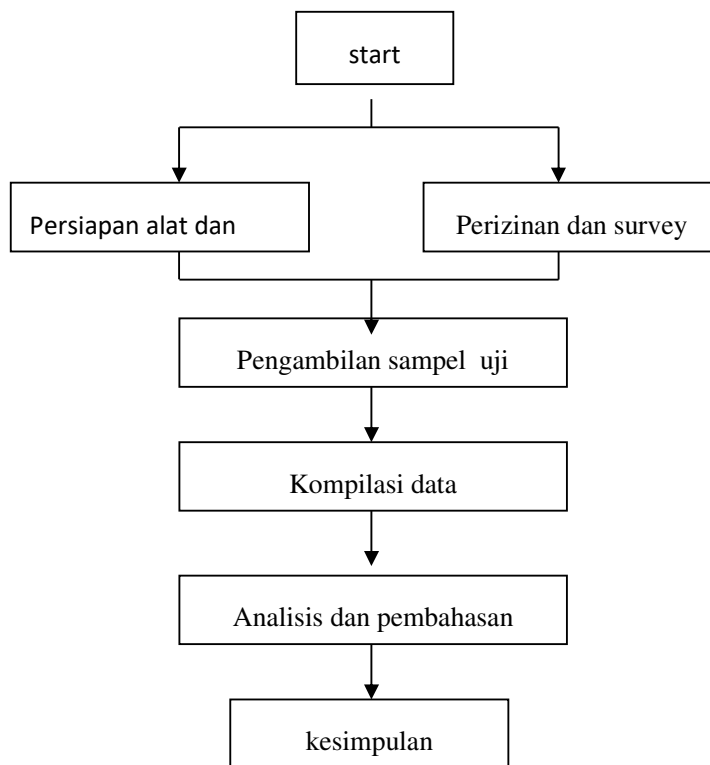 start
Persiapan alat dan
Perizinan dan survey
Pengambilan sampel uji
Kompilasi data
Analisis dan pembahasan
kesimpulan